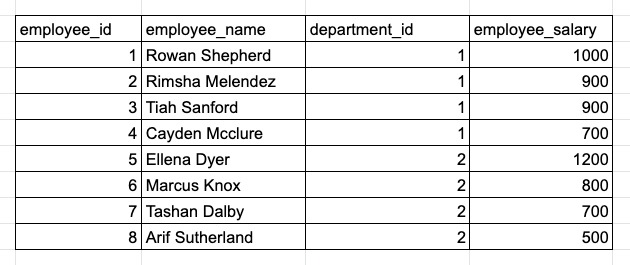 employee_id employee_name department_id employee_salary
1 Rowan Shepherd 1 1000
2 Rimsha Melendez 1 900
3 Tiah Sanford 1 900
4 Cayden Mcclure 1 700
5 Ellena Dyer 2 1200
6 Marcus Knox 2 800
7 Tashan Dalby 2 700
8 Arif Sutherland 2 500